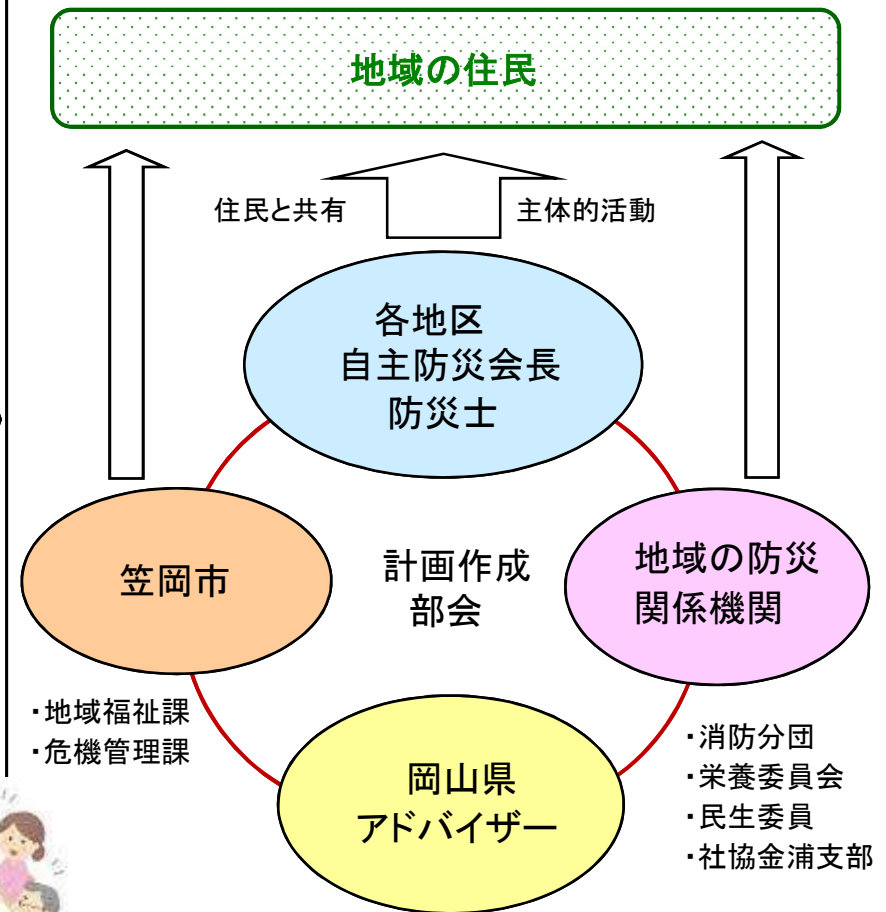 地域の住民
住民と共有
主体的活動
各地区
自主防災会長
防災士
笠岡市
計画作成
部会
地域の防災
関係機関
・地域福祉課
・危機管理課
岡山県
アドバイザー
・消防分団
・栄養委員会
・民生委員
・社協金浦支部